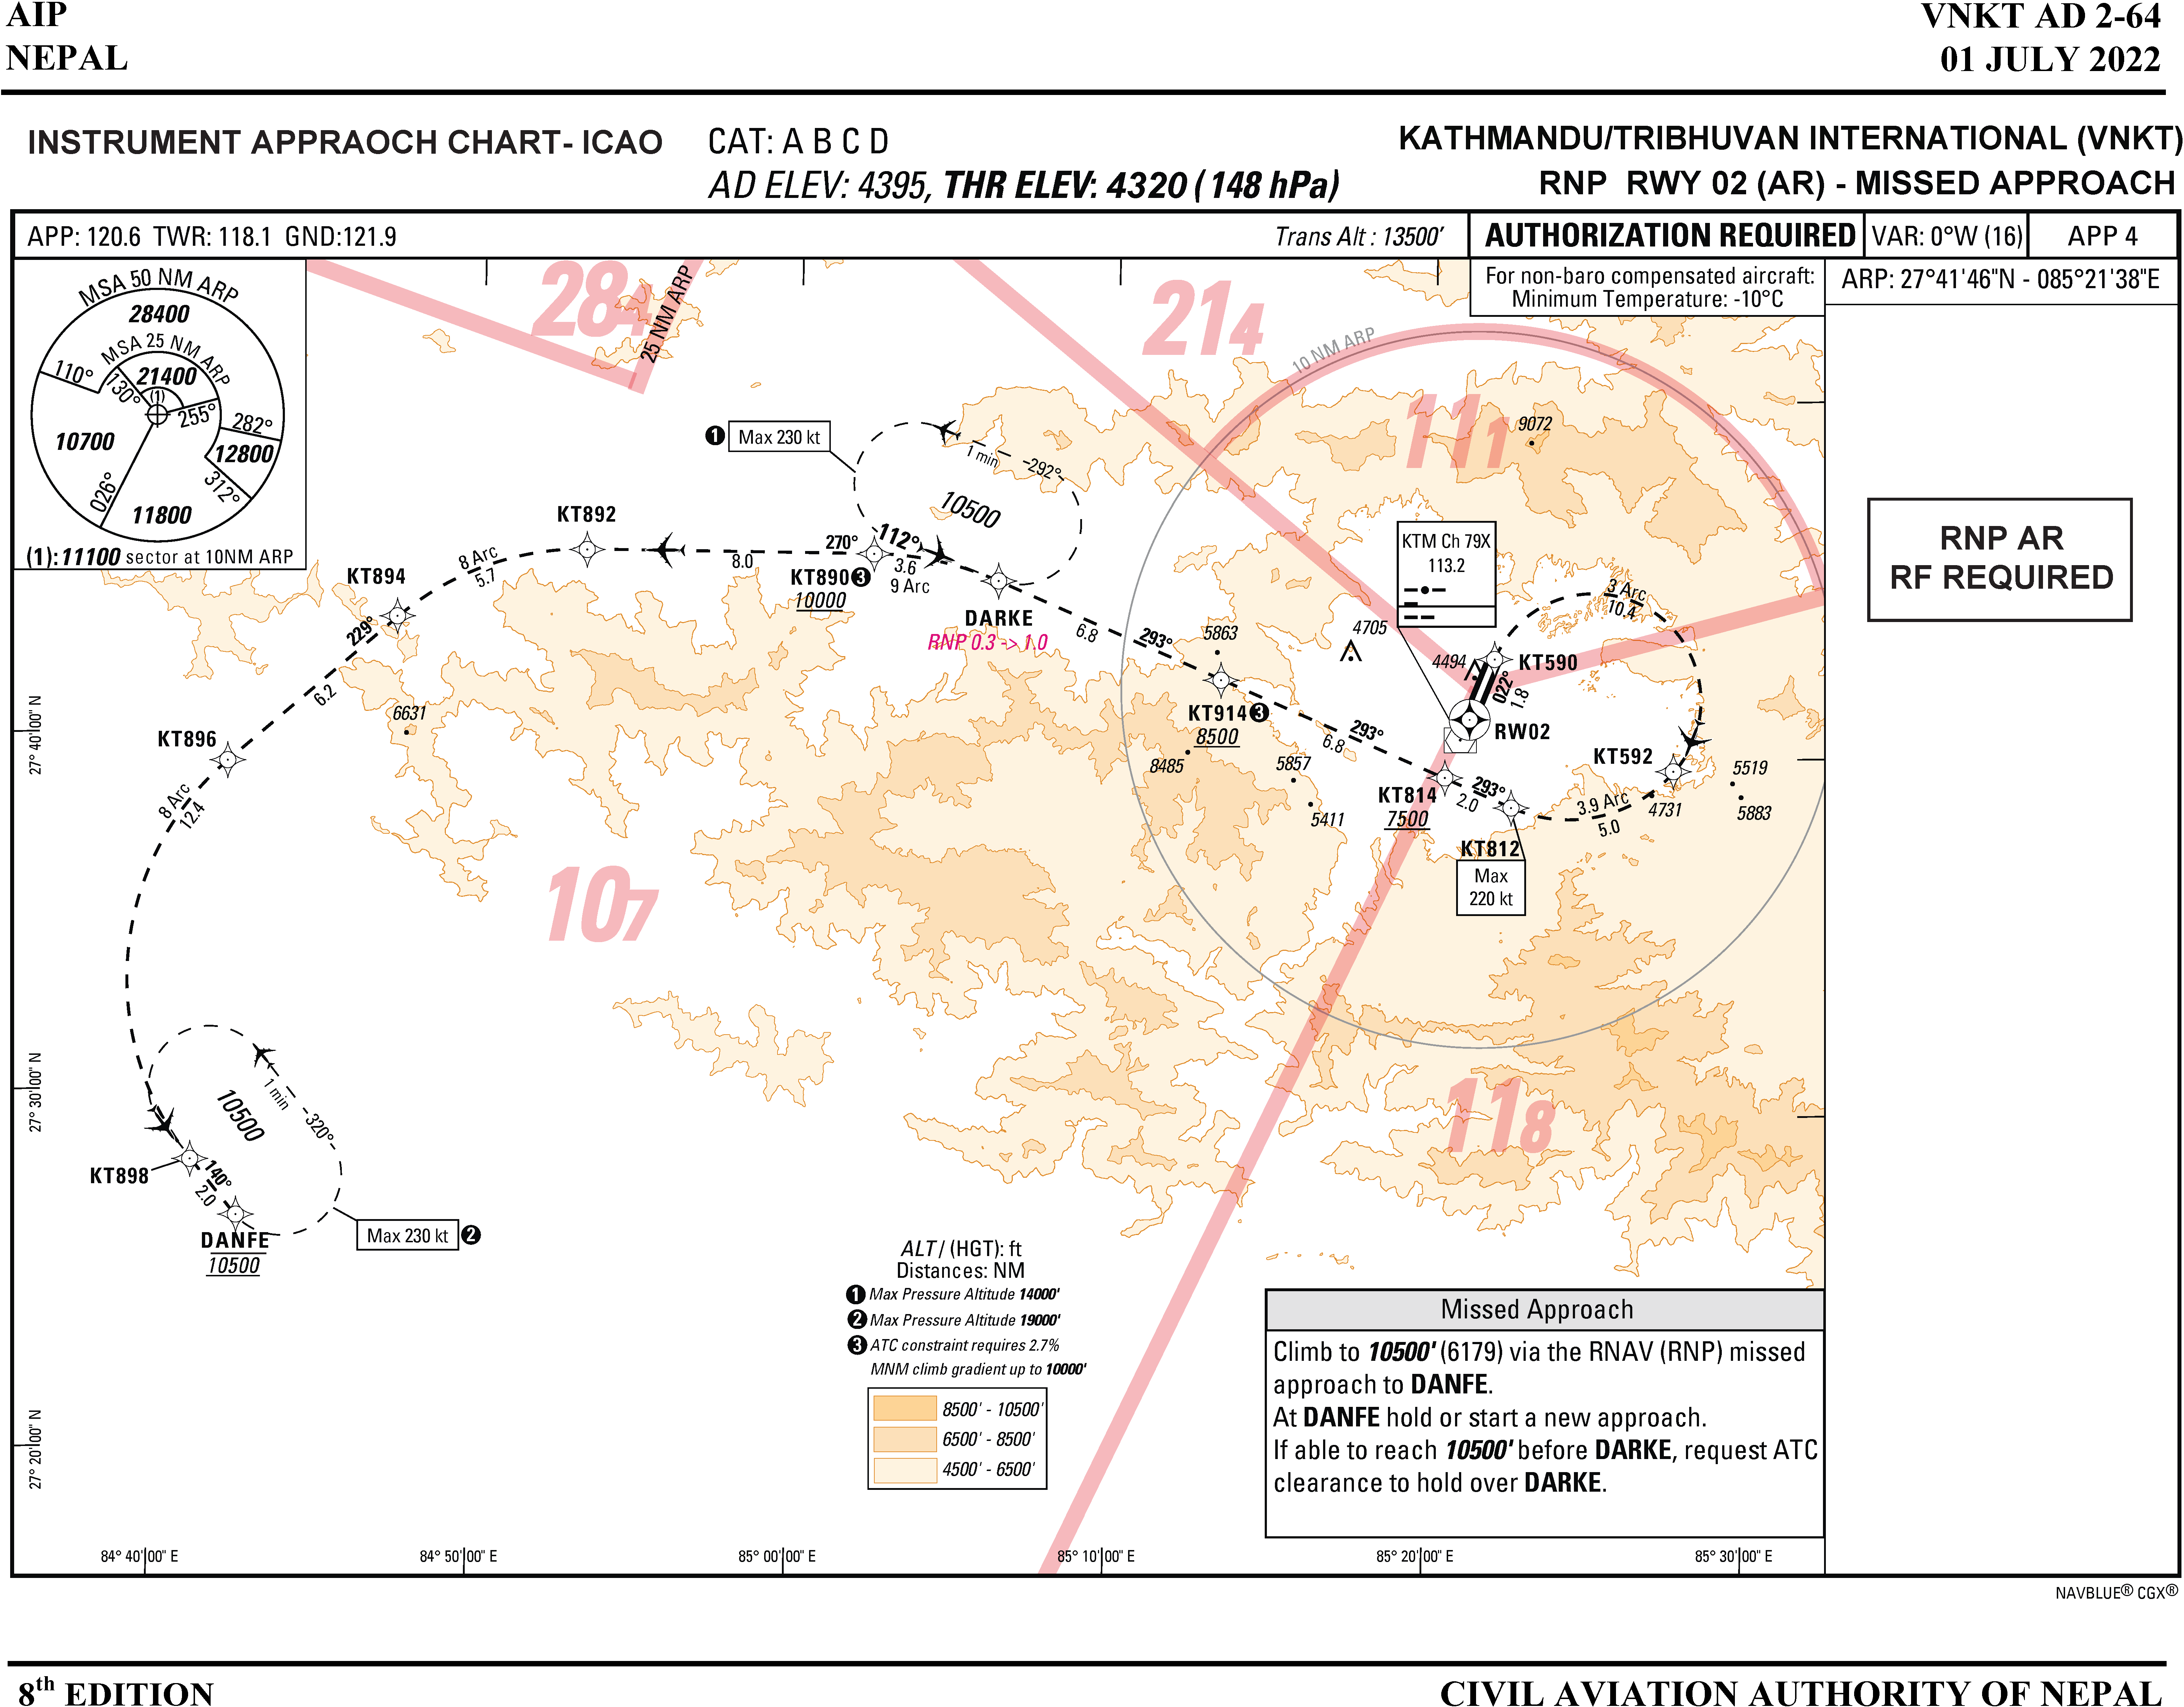 AIP
NEPAL
VNKT AD 2-64
01 JULY 2022
INSTRUMENT APPRAOCH CHART- ICAO
CAT: A B C D
AD ELEV: 4395, THR ELEV: 4320 (148 hPa)
KATHMANDU/TRIBHUVAN INTERNATIONAL (VNKT)
RNP RWY 02 (AR) - MISSED APPROACH
APP: 120.6 TWR: 118.1 GND:121.9
Trans Alt : 13500'
AUTHORIZATION REQUIRED
VAR: 0°W (16)
APP 4
For non-baro compensated aircraft:
Minimum Temperature: -10°C
ARP: 27°41'46"N - 085°21'38"E
RNP AR
RF REQUIRED
MSA 50 NM ARP
28400
MSA 25 NM ARP
21400
(1)
110°
130°
255°
282°
10700
12800
026°
312°
11800
(1):11100 sector at 10NM ARP
284
25 NM ARP
214
10 NM ARP
111
9072
1 Max 230 kt
1 min
292°
10500
KT892
KT894
8 Arc
5.7
8.0
270°
112°
KT890 3
10000
3.6
9 Arc
DARKE
RNP 0.3 -> 1.0
6.8
293°
5863
KT914 3
8500
8485
293°
6.8
5857
5411
KTM Ch 79X
113.2
4705
4494
KT590
022°
1.8
RW02
3 Arc
10.4
KT592
5519
5883
4731
3.9 Arc
5.0
KT814
7500
293°
2.0
KT812
Max
220 kt
229°
6.2
6631
KT896
8 Arc
12.4
107
118
1 min
320°
10500
KT898
140°
2.0
DANFE
10500
Max 230 kt 2
27° 40'00" N
27° 30'00" N
27° 20'00" N
ALT / (HGT): ft
Distances: NM
1 Max Pressure Altitude 14000'
2 Max Pressure Altitude 19000'
3 ATC constraint requires 2.7%
MNM climb gradient up to 10000'
8500' - 10500'
6500' - 8500'
4500' - 6500'
Missed Approach
Climb to 10500' (6179) via the RNAV (RNP) missed
approach to DANFE.
At DANFE hold or start a new approach.
If able to reach 10500' before DARKE, request ATC
clearance to hold over DARKE.
84° 40'00" E
84° 50'00" E
85° 00'00" E
85° 10'00" E
85° 20'00" E
85° 30'00" E
NAVBLUE® CGX®
8th EDITION
CIVIL AVIATION AUTHORITY OF NEPAL